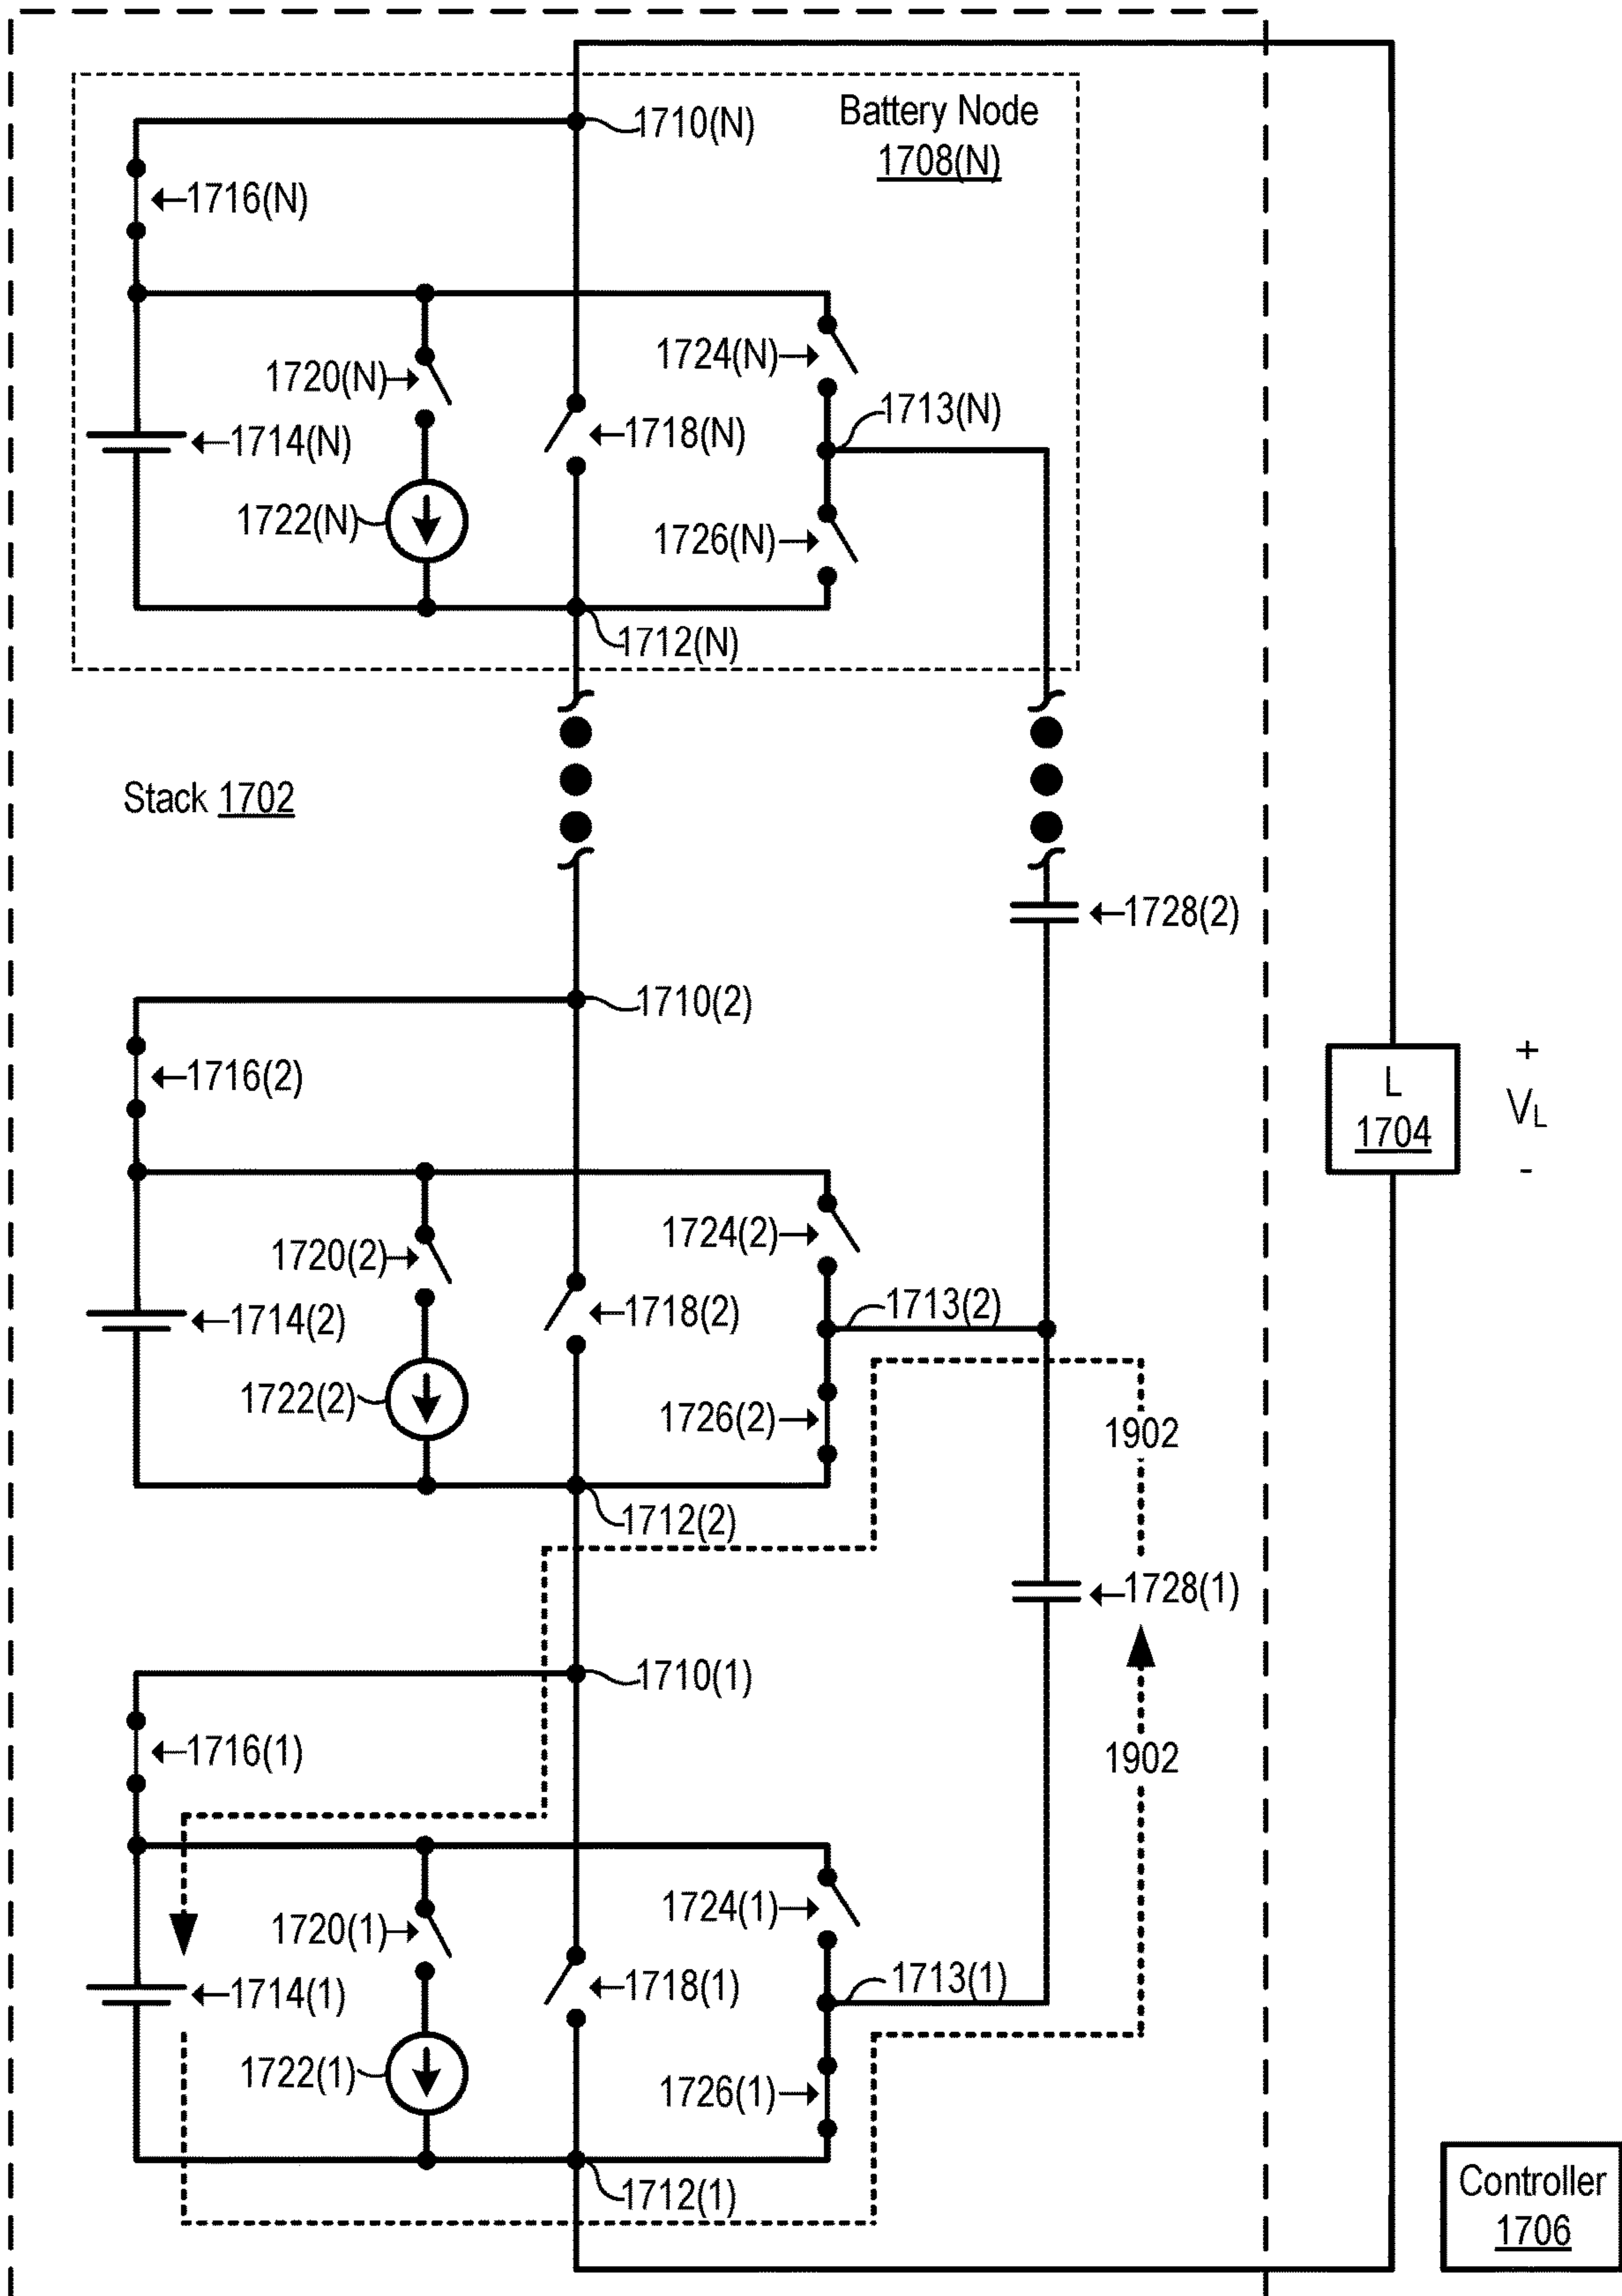 Battery Node
1708(N)
1710(N)
1716(N)
1724(N)
1720(N)
1713(N)
1718(N)
1714(N)
1722(N)
1726(N)
1712(N)
Stack 1702
1728(2)
1710(2)
1716(2)
L
1704
+
VL
-
1724(2)
1720(2)
1713(2)
1718(2)
1714(2)
1722(2)
1726(2)
1902
1712(2)
1728(1)
1710(1)
1716(1)
1902
1724(1)
1720(1)
1713(1)
1718(1)
1714(1)
1722(1)
1726(1)
1712(1)
Controller
1706